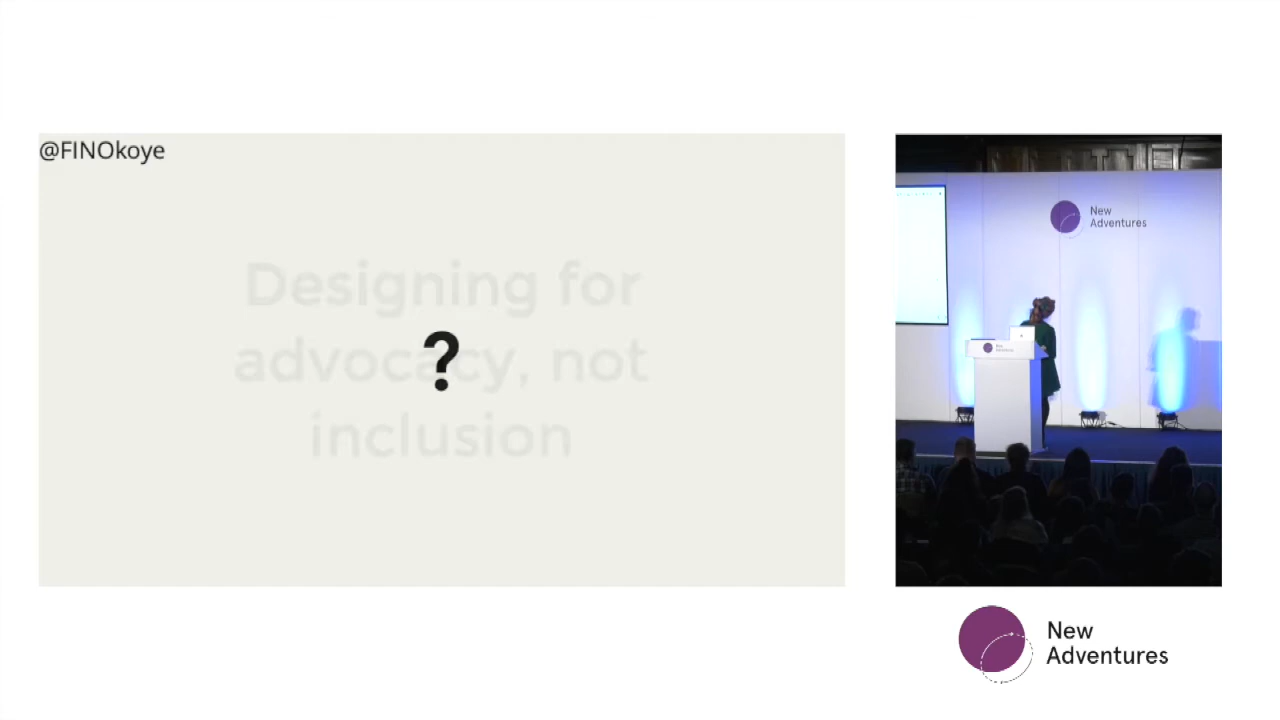 @FINOkoye
Designing for
advocacy, not
inclusion
?
New
Adventures
New
Adventures